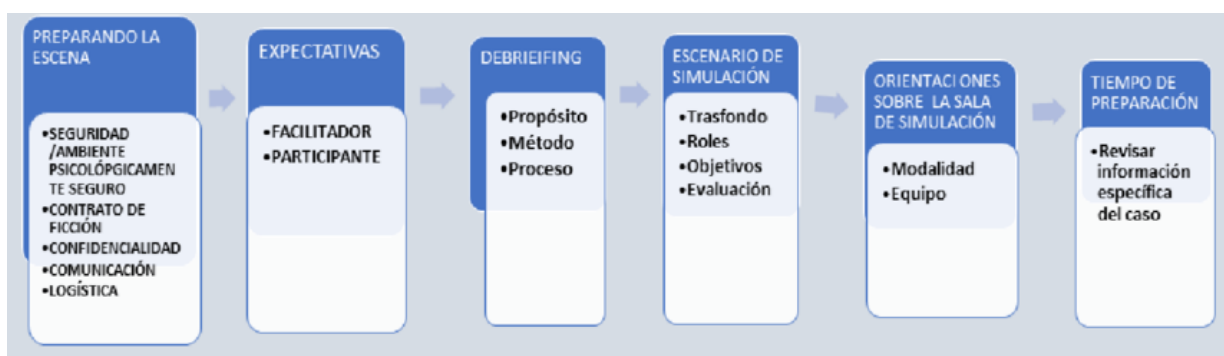 PREPARANDO LA
ESCENA
•SEGURIDAD
/AMBIENTE
PSICOLÓPGICAMEN
TE SEGURO
•CONTRATO DE
FICCIÓN
•CONFIDENCIALIDAD
•COMUNICACIÓN
•LOGÍSTICA
EXPECTATIVAS
•FACILITADOR
•PARTICIPANTE
DEBRIEIFING
•Propósito
•Método
•Proceso
ESCENARIO DE
SIMULACIÓN
•Trasfondo
•Roles
•Objetivos
•Evaluación
ORIENTACIONES
SOBRE LA SALA
DE SIMULACIÓN
•Modalidad
•Equipo
TIEMPO DE
PREPARACIÓN
•Revisar
información
específica
del caso